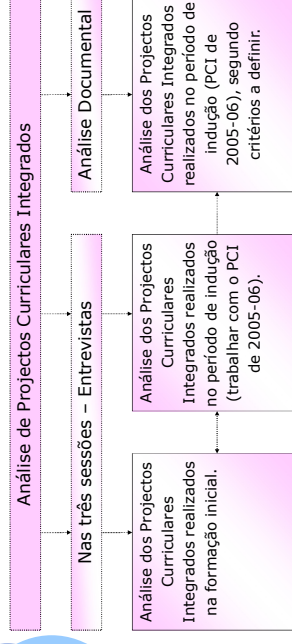 Análise de Projectos Curriculares Integrados
Nas três sessões – Entrevistas
Análise Documental
Análise dos Projectos
Curriculares
Integrados realizados
na formação inicial.
Análise dos Projectos
Curriculares
Integrados realizados
no período de indução
(trabalhar com o PCI
de 2005-06).
Análise dos Projectos
Curriculares Integrados
realizados no período de
indução (PCI de
2005-06), segundo
critérios a definir.